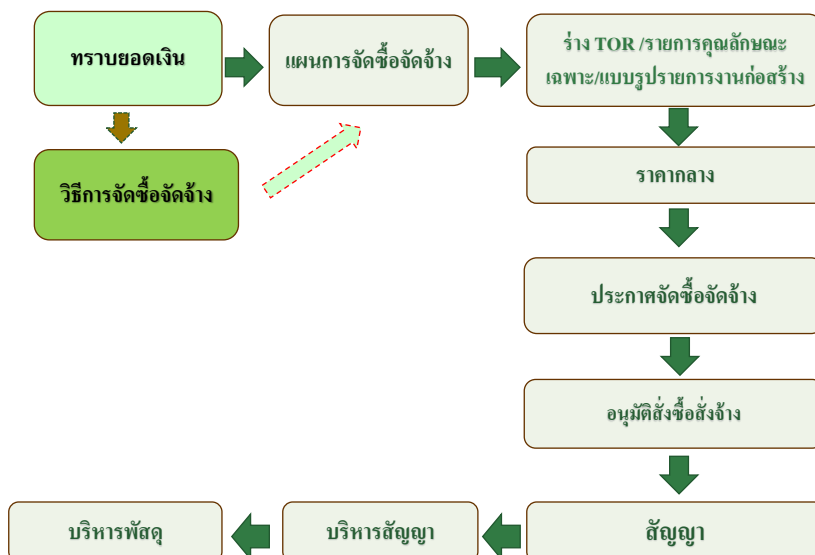 ทราบยอดเงิน
แผนการจัดซื้อจัดจ้าง
ร่าง TOR /รายการคุณลักษณะ
เฉพาะ/แบบรูปรายการงานก่อสร้าง
วิธีการจัดซื้อจัดจ้าง
ราคากลาง
ประกาศจัดซื้อจัดจ้าง
อนุมัติสั่งซื้อสั่งจ้าง
สัญญา
บริหารสัญญา
บริหารพัสดุ